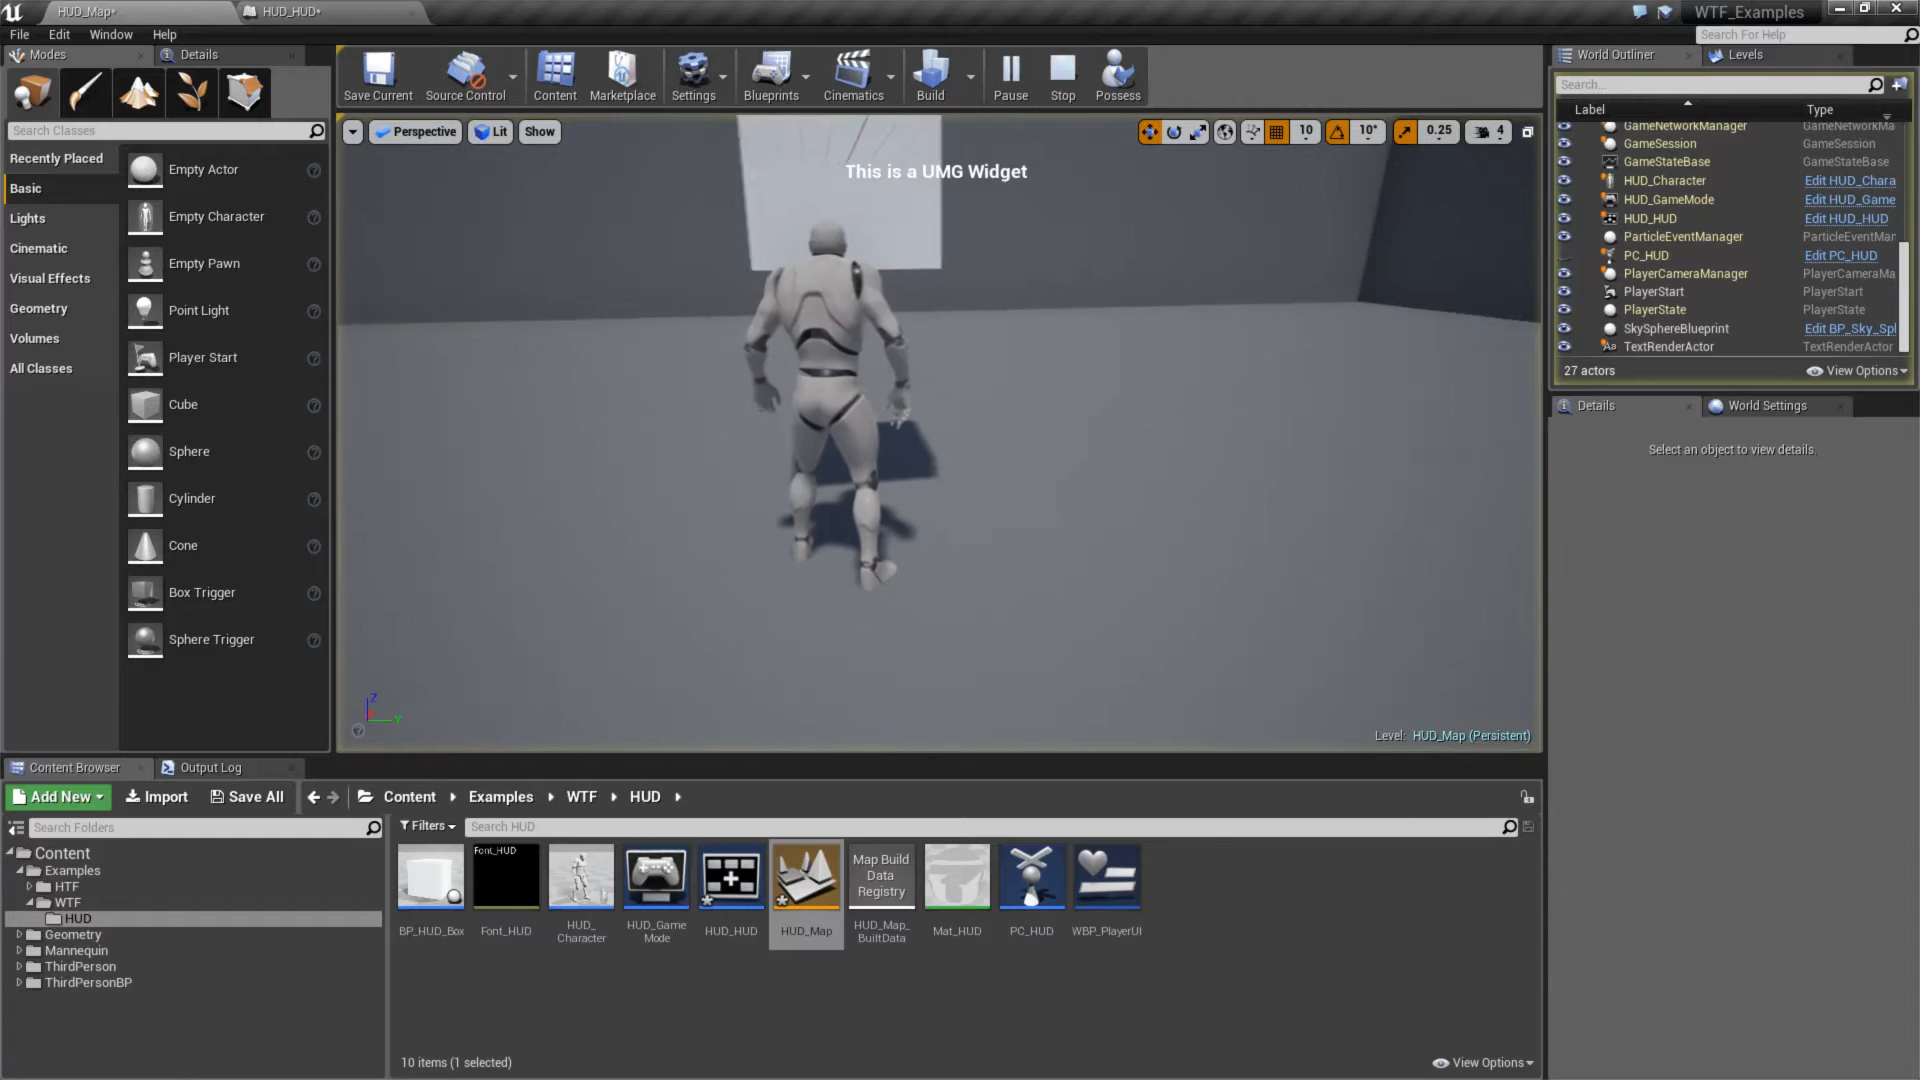 HUD_Map*
HUD_HUD*
WTF_Examples
File Edit Window Help
Search For Help
Modes
Details
Search Classes
Recently Placed
Basic
Lights
Cinematic
Visual Effects
Geometry
Volumes
All Classes
Empty Actor
Empty Character
Empty Pawn
Point Light
Player Start
Cube
Sphere
Cylinder
Cone
Box Trigger
Sphere Trigger
Save Current
Source Control
Content
Marketplace
Settings
Blueprints
Cinematics
Build
Pause
Stop
Possess
Perspective
Lit
Show
10
10°
0.25
4
This is a UMG Widget
Z
Y
Level: HUD_Map (Persistent)
World Outliner
Levels
Search...
Label Type
GameNetworkManager GameNetworkMa
GameSession GameSession
GameStateBase GameStateBase
HUD_Character Edit HUD_Chara
HUD_GameMode Edit HUD_Game
HUD_HUD Edit HUD_HUD
ParticleEventManager ParticleEventMar
PC_HUD Edit PC_HUD
PlayerCameraManager PlayerCameraMa
PlayerStart PlayerStart
PlayerState PlayerState
SkySphereBlueprint Edit BP_Sky_Spl
TextRenderActor TextRenderActor
27 actors
View Options
Details
World Settings
Select an object to view details.
Content Browser
Output Log
Add New
Import
Save All
Content Examples WTF HUD
Search Folders
Content
Examples
HTF
WTF
HUD
Geometry
Mannequin
ThirdPerson
ThirdPersonBP
Filters
Search HUD
Font_HUD
Map Build
Data
Registry
BP_HUD_Box
Font_HUD
HUD_
Character
HUD_Game
Mode
HUD_HUD
HUD_Map
HUD_Map_
BuiltData
Mat_HUD
PC_HUD
WBP_PlayerUI
10 items (1 selected)
View Options